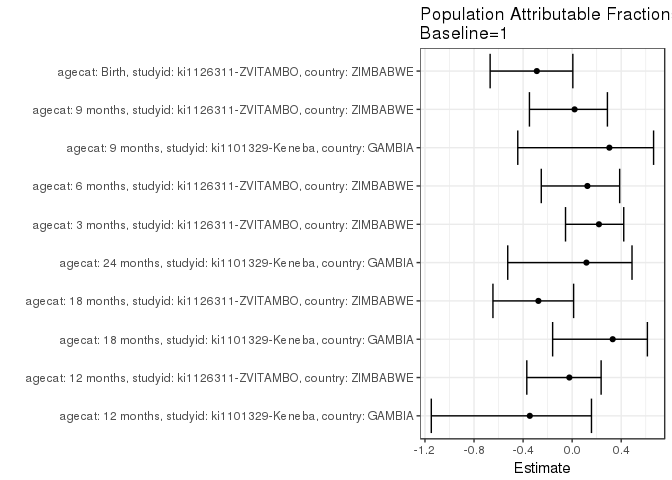 Population Attributable Fraction
Baseline=1
agecat: Birth, studyid: ki1126311-ZVITAMBO, country: ZIMBABWE
agecat: 9 months, studyid: ki1126311-ZVITAMBO, country: ZIMBABWE
agecat: 9 months, studyid: ki1101329-Keneba, country: GAMBIA
agecat: 6 months, studyid: ki1126311-ZVITAMBO, country: ZIMBABWE
agecat: 3 months, studyid: ki1126311-ZVITAMBO, country: ZIMBABWE
agecat: 24 months, studyid: ki1101329-Keneba, country: GAMBIA
agecat: 18 months, studyid: ki1126311-ZVITAMBO, country: ZIMBABWE
agecat: 18 months, studyid: ki1101329-Keneba, country: GAMBIA
agecat: 12 months, studyid: ki1126311-ZVITAMBO, country: ZIMBABWE
agecat: 12 months, studyid: ki1101329-Keneba, country: GAMBIA
-1.2 -0.8 -0.4 0.0 0.4
Estimate